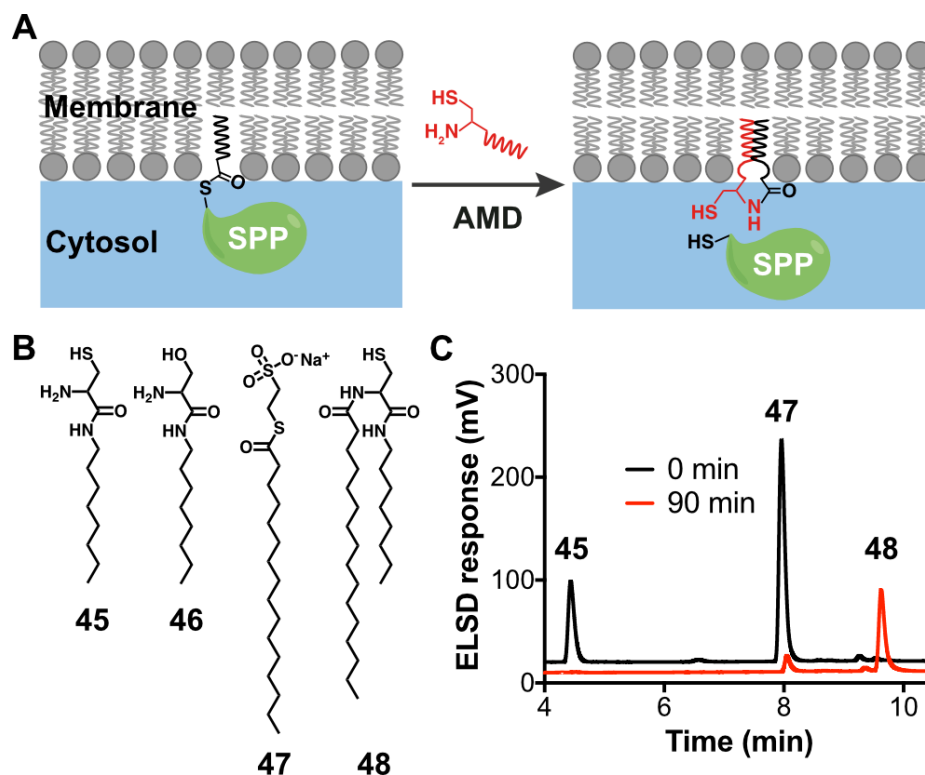 A
Membrane
Cytosol
S
O
SPP
HS
H₂N
AMD
HS
N
H
O
HS
SPP
B
HS
H₂N
O
HN
45
HO
H₂N
O
HN
46
O
O
S
O⁻Na⁺
S
O
47
HS
HN
O
O
HN
48
C
ELSD response (mV)
300
200
100
0
45
47
48
0 min
90 min
4
8
10
Time (min)